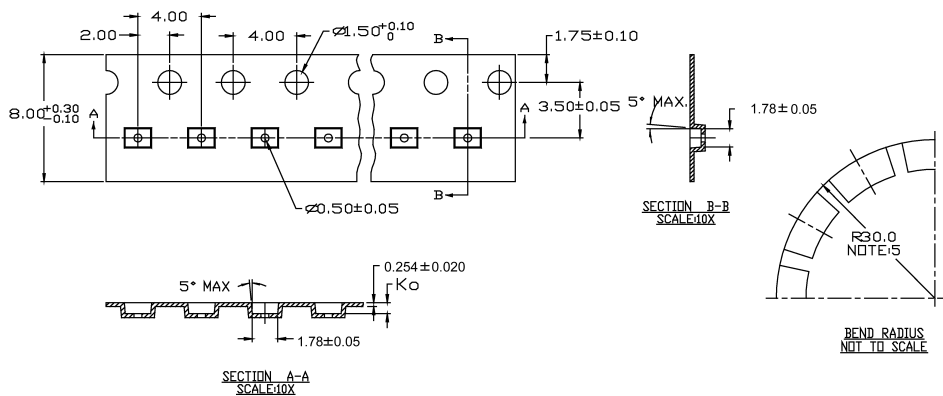 4.00
2.00
4.00
⌀1.50+0.10 0
B
1.75±0.10
8.00+0.30 -0.10
A
A
3.50±0.05
B
⌀0.50±0.05
5° MAX.
1.78±0.05
SECTION B-B
SCALE:10X
R30.0
NOTE:5
BEND RADIUS
NOT TO SCALE
5° MAX
0.254±0.020
Ko
1.78±0.05
SECTION A-A
SCALE:10X